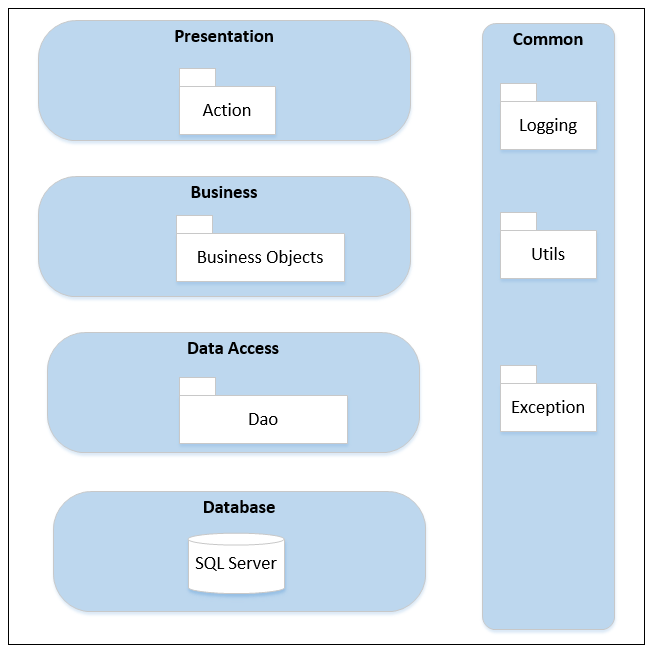 Presentation
Action
Business
Business Objects
Data Access
Dao
Database
SQL Server
Common
Logging
Utils
Exception